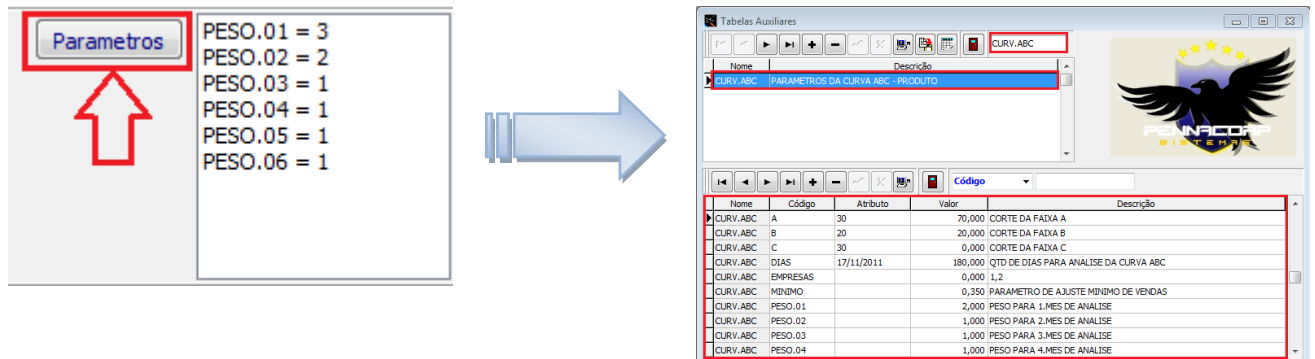 Parametros
PESO.01 = 3
PESO.02 = 2
PESO.03 = 1
PESO.04 = 1
PESO.05 = 1
PESO.06 = 1
Tabelas Auxiliares
CURV.ABC
Nome Descrição
CURV.ABC PARAMETROS DA CURVA ABC - PRODUTO
PENNACORP
SISTEMAS
Código
Nome Código Atributo Valor Descrição
CURV.ABC A 30 70,000 CORTE DA FAIXA A
CURV.ABC B 20 20,000 CORTE DA FAIXA B
CURV.ABC C 30 0,000 CORTE DA FAIXA C
CURV.ABC DIAS 17/11/2011 180,000 QTD DE DIAS PARA ANALISE DA CURVA ABC
CURV.ABC EMPRESAS 0,000 1,2
CURV.ABC MINIMO 0,350 PARAMETRO DE AJUSTE MINIMO DE VENDAS
CURV.ABC PESO.01 2,000 PESO PARA 1.MES DE ANALISE
CURV.ABC PESO.02 1,000 PESO PARA 2.MES DE ANALISE
CURV.ABC PESO.03 1,000 PESO PARA 3.MES DE ANALISE
CURV.ABC PESO.04 1,000 PESO PARA 4.MES DE ANALISE